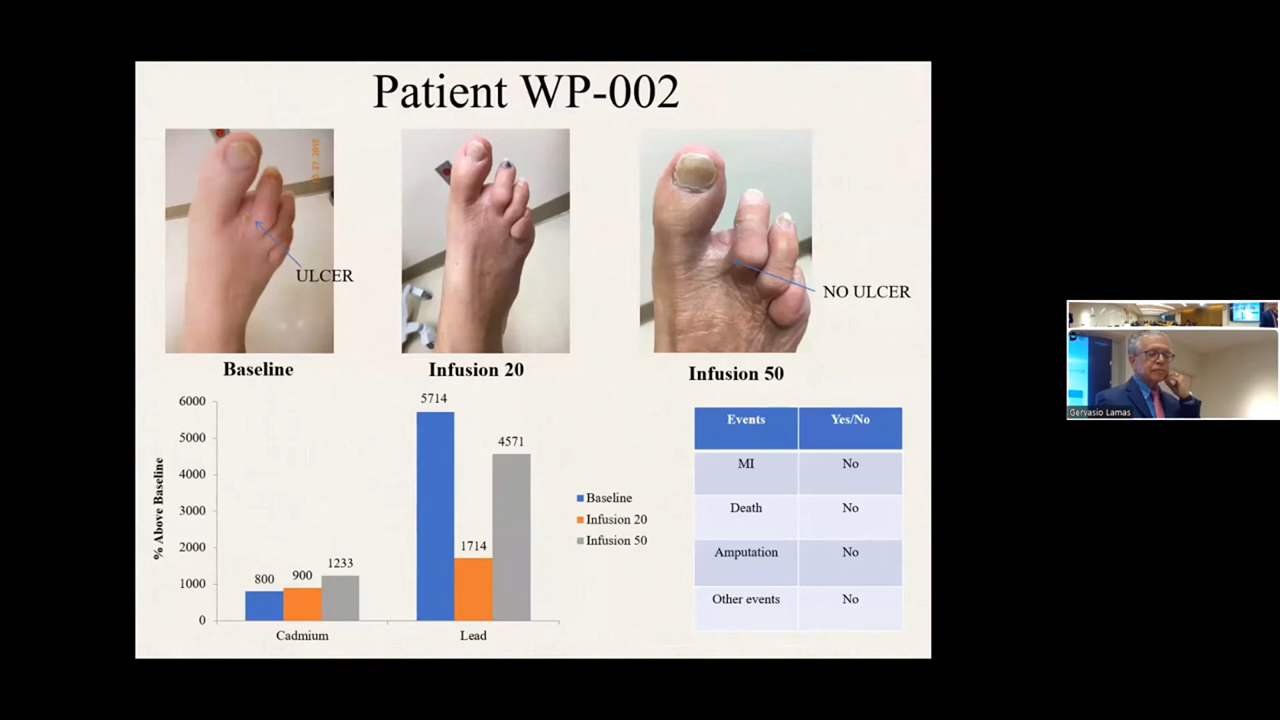 Patient WP-002
ULCER
NO ULCER
Baseline
Infusion 20
Infusion 50
% Above Baseline
6000
5000
4000
3000
2000
1000
0
800
900
1233
5714
1714
4571
Cadmium
Lead
Baseline
Infusion 20
Infusion 50
Events Yes/No
MI No
Death No
Amputation No
Other events No
Gervasio Lamas